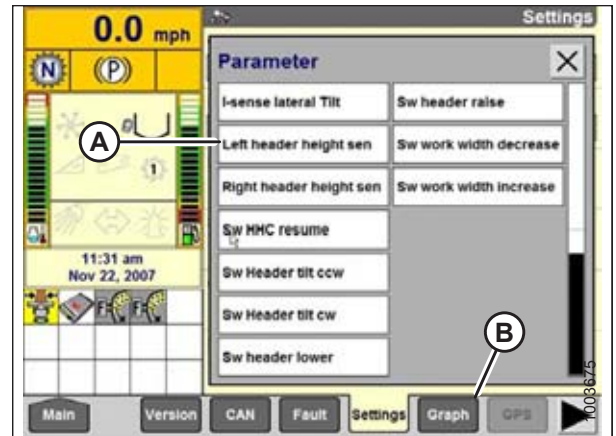 0.0 mph
Settings
N
(P)
Parameter
I-sense lateral Tilt
Sw header raise
A
Left header height sen
Sw work width decrease
Right header height sen
Sw work width increase
Sw HHC resume
11:31 am
Nov 22, 2007
Sw Header tilt ccw
Sw Header tilt cw
B
Sw header lower
Main
Version
CAN
Fault
Settings
Graph
GPS
1003675